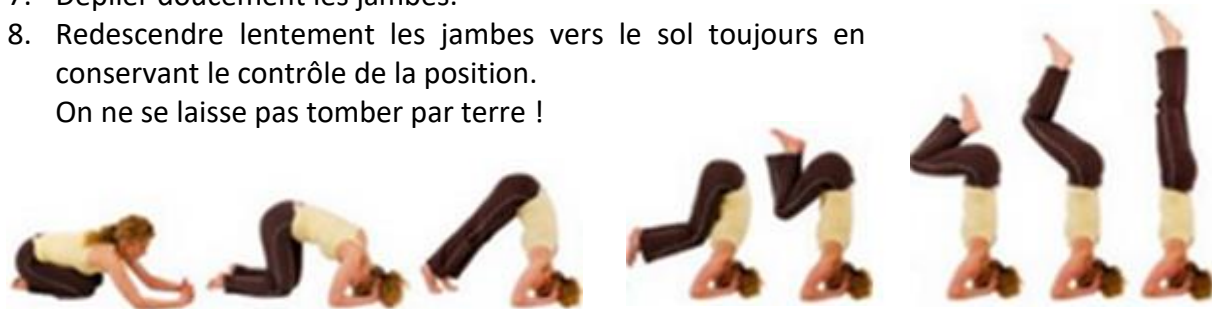 7. Déplier doucement les jambes.
8. Redescendre lentement les jambes vers le sol toujours en
conservant le contrôle de la position.
On ne se laisse pas tomber par terre !